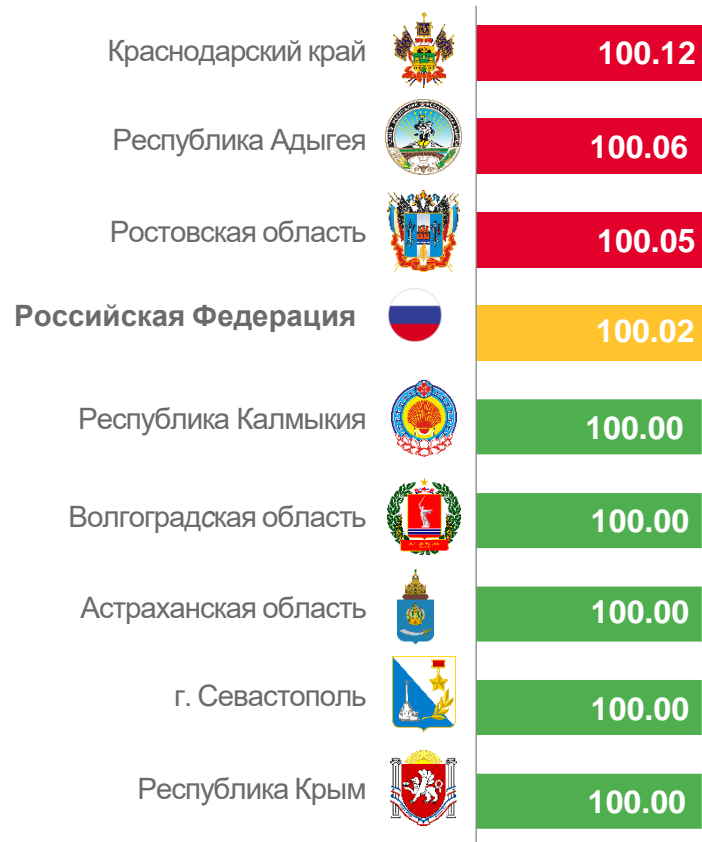 Краснодарский край 100.12
Республика Адыгея 100.06
Ростовская область 100.05
Российская Федерация 100.02
Республика Калмыкия 100.00
Волгоградская область 100.00
Астраханская область 100.00
г. Севастополь 100.00
Республика Крым 100.00